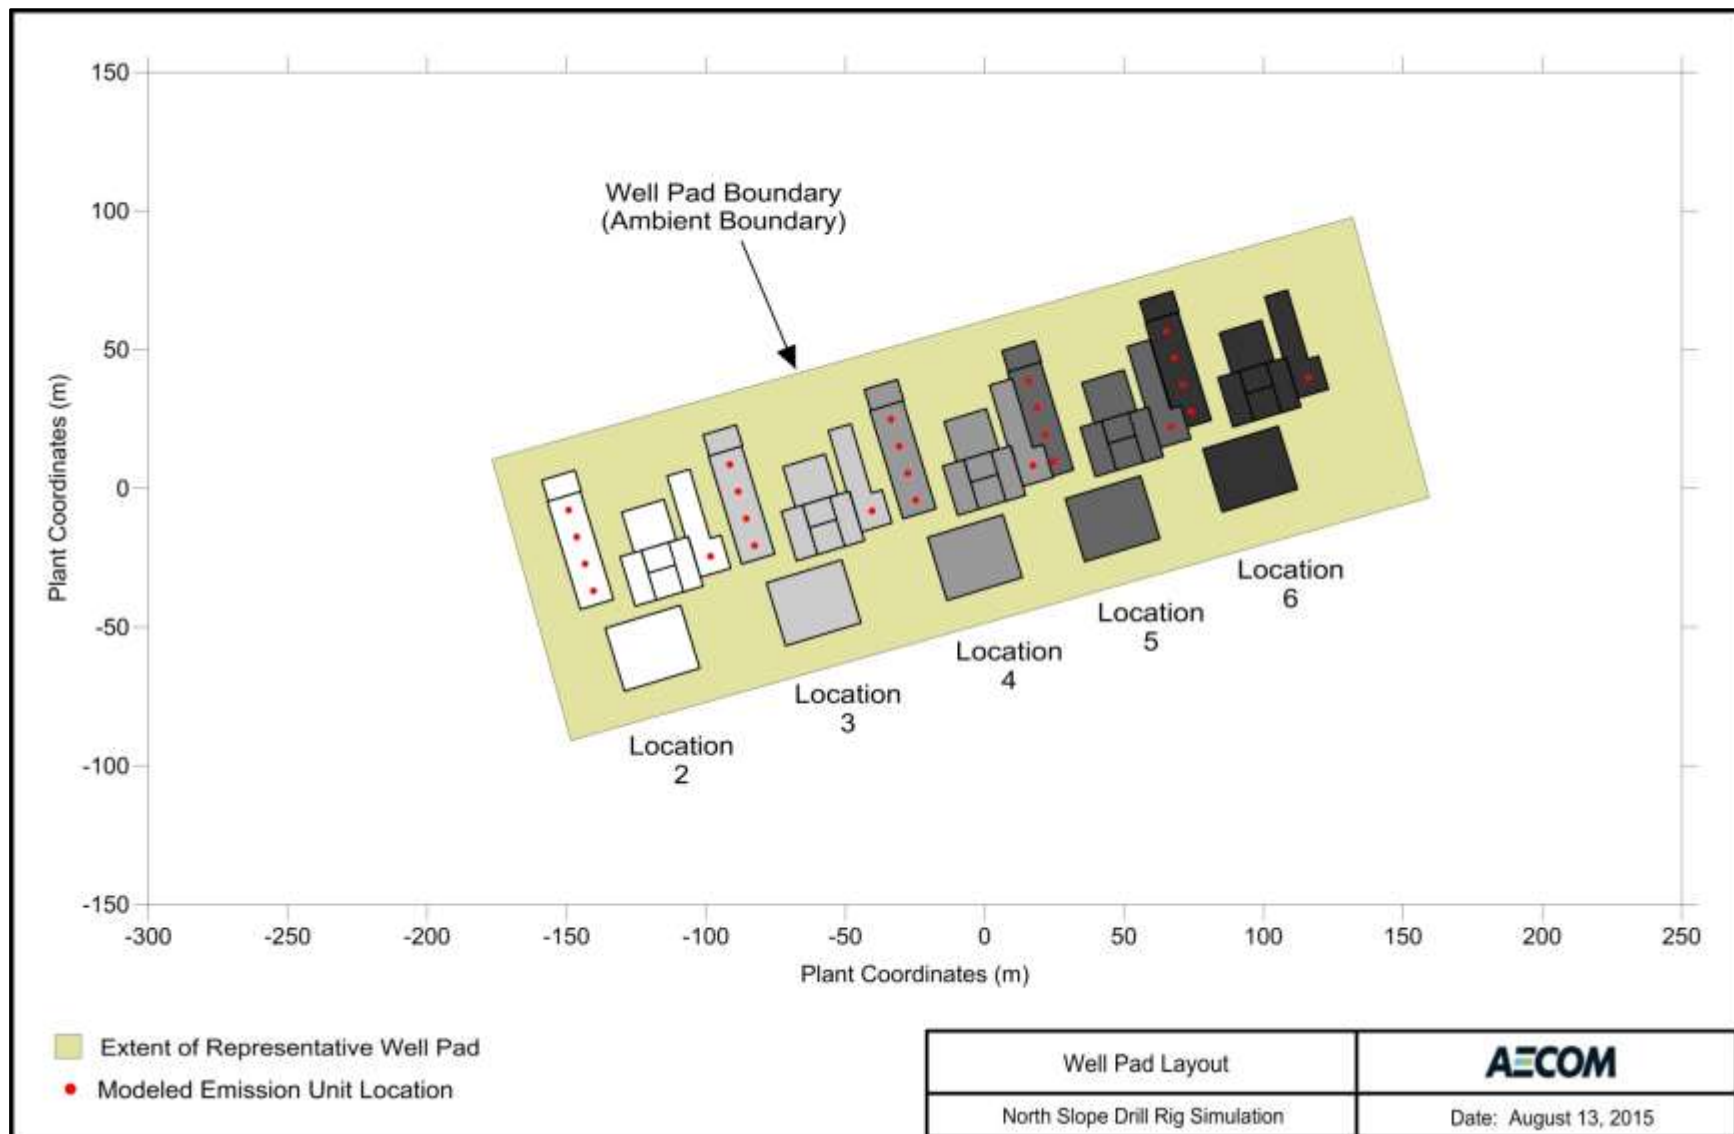 150
100
50
0
-50
-100
-150
Plant Coordinates (m)
Well Pad Boundary
(Ambient Boundary)
Location
2
Location
3
Location
4
Location
5
Location
6
-300
-250
-200
-150
-100
-50
0
50
100
150
200
250
Plant Coordinates (m)
Extent of Representative Well Pad
Modeled Emission Unit Location
Well Pad Layout
AECOM
North Slope Drill Rig Simulation
Date: August 13, 2015